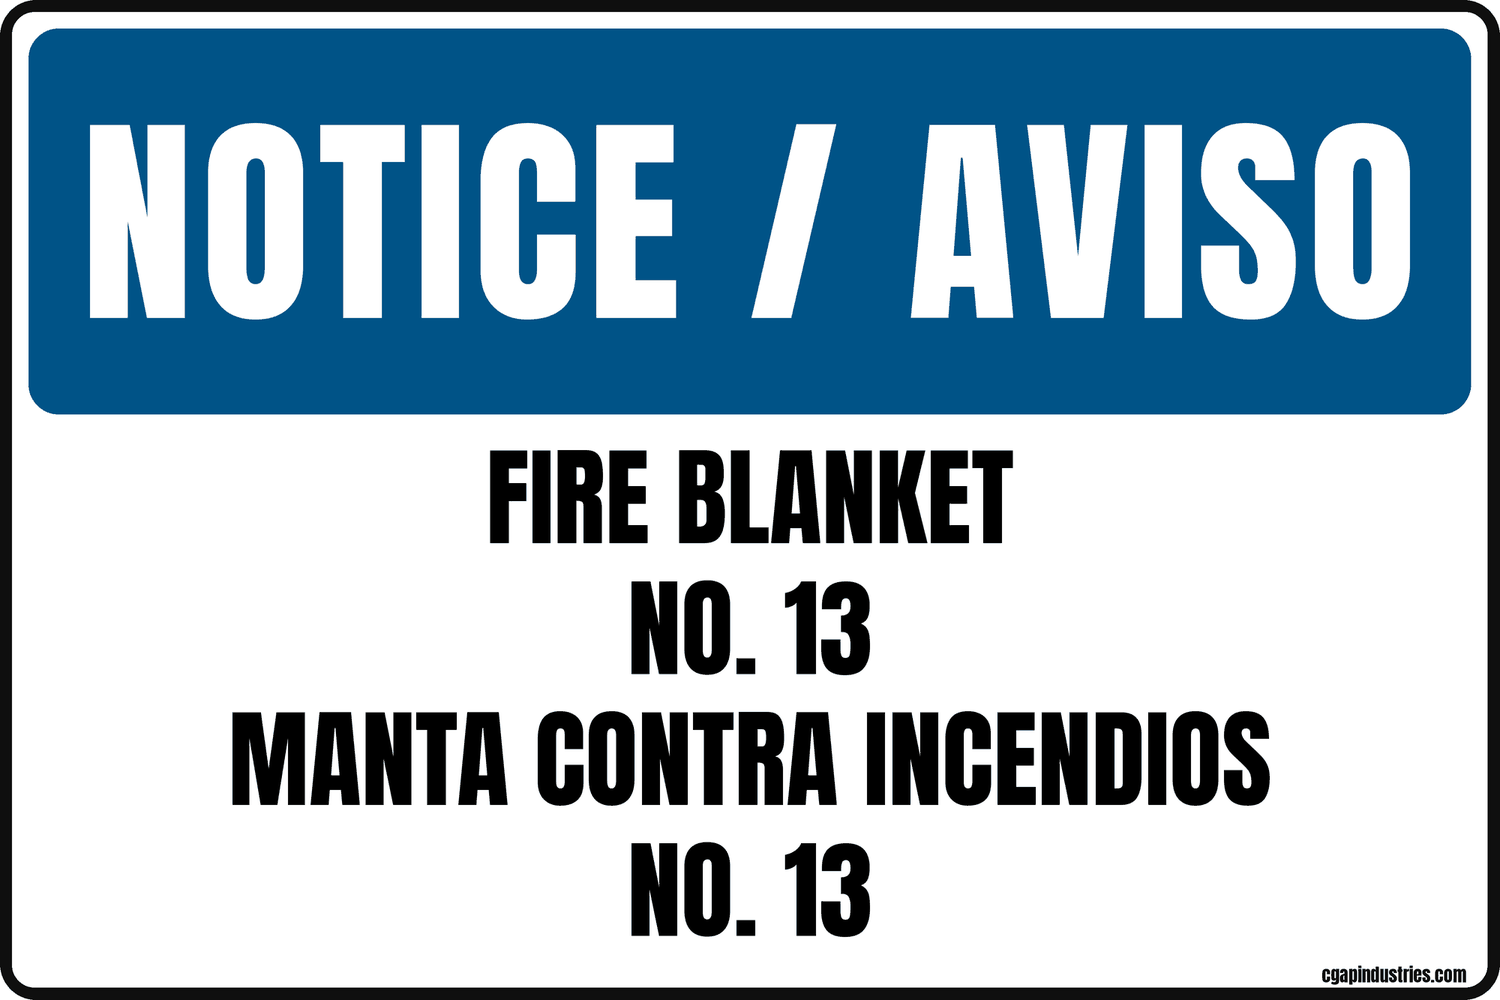 NOTICE / AVISO
FIRE BLANKET
NO. 13
MANTA CONTRA INCENDIOS
NO. 13
cgapindustries.com